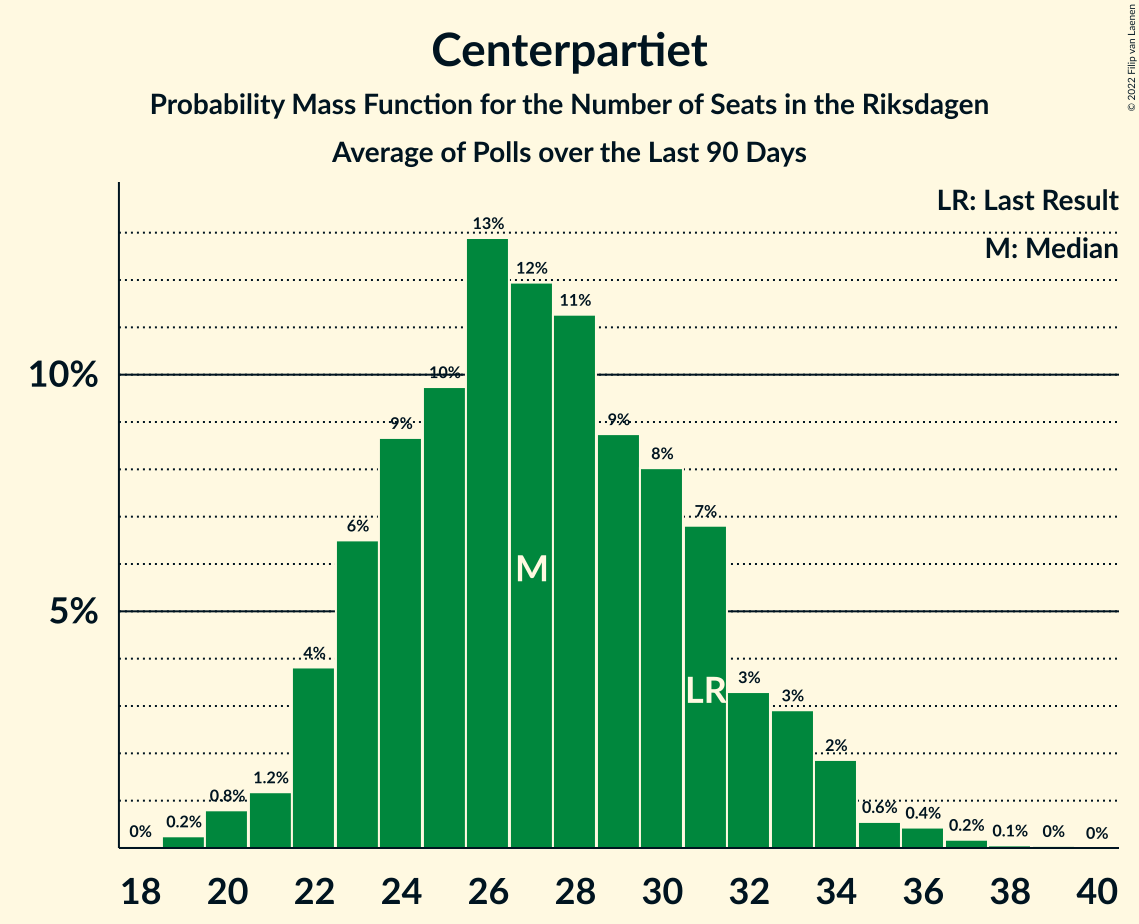 Centerpartiet
Probability Mass Function for the Number of Seats in the Riksdagen
Average of Polls over the Last 90 Days
© 2022 Filip van Laenen
LR: Last Result
M: Median
13%
12%
11%
10%
10%
9%
9%
8%
7%
6%
M
5%
4%
LR
3%
3%
2%
1.2%
0.8%
0.6%
0.4%
0.2%
0.2%
0.1%
0%
0%
0%
18 20 22 24 26 28 30 32 34 36 38 40